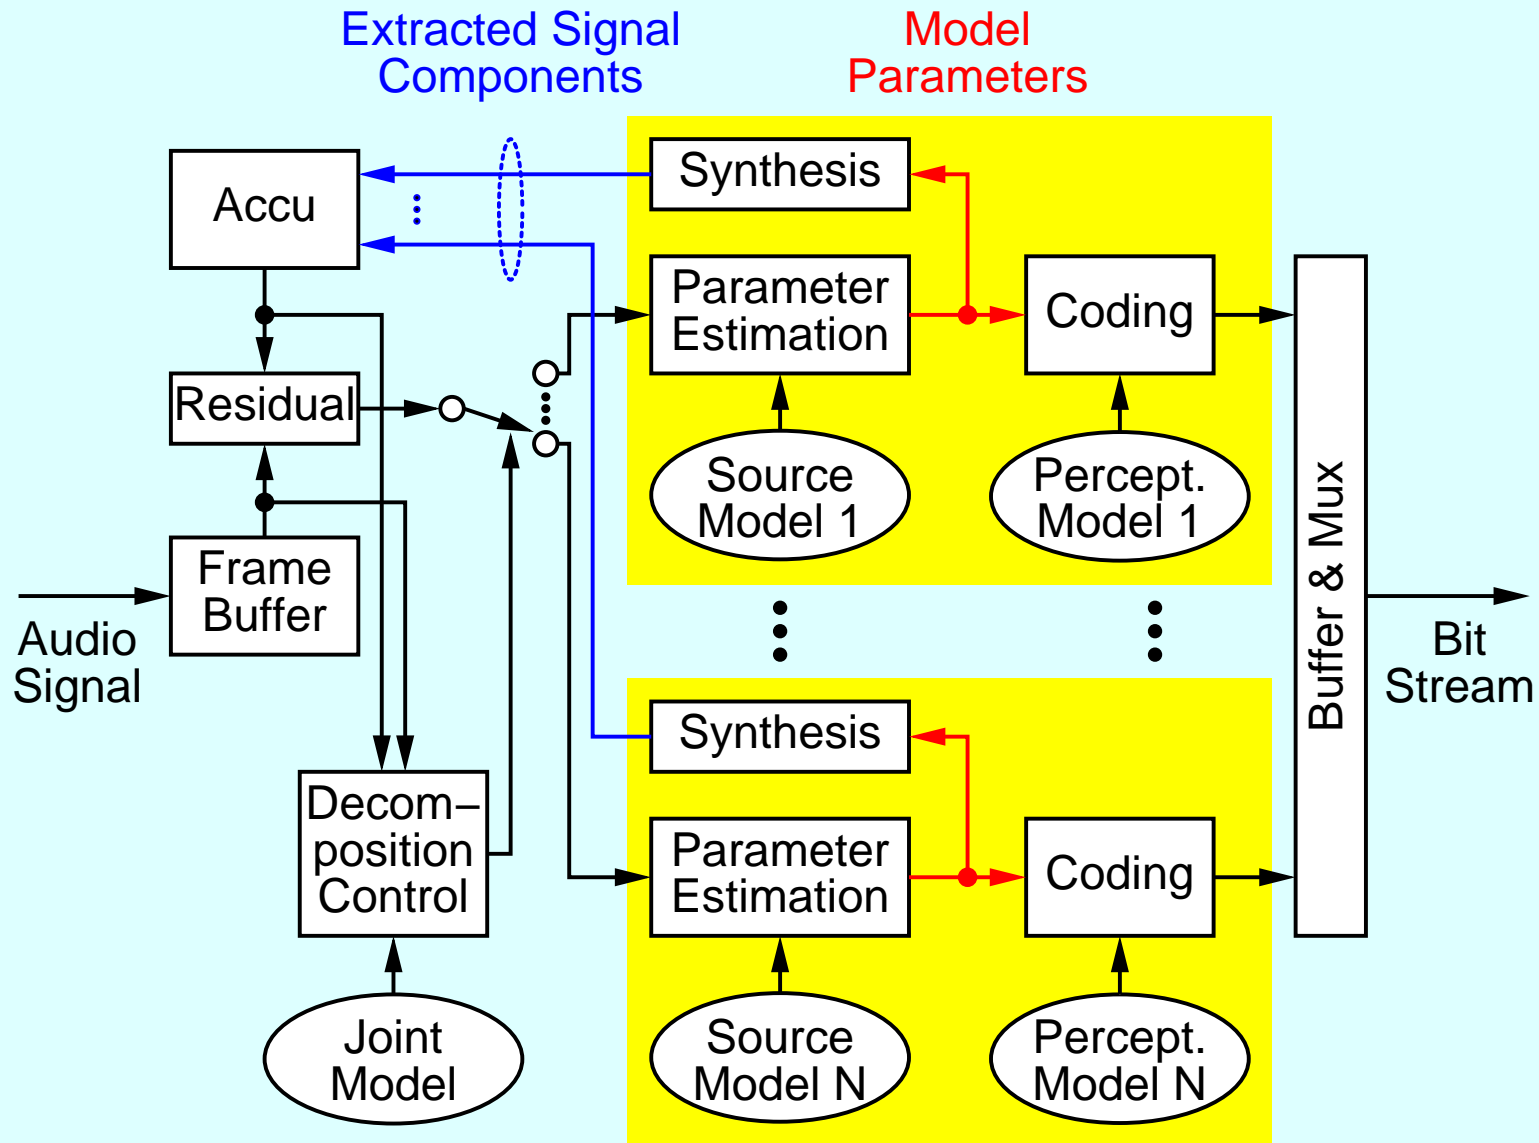 Extracted Signal
Components
Model
Parameters
Accu
Synthesis
Parameter
Estimation
Coding
Residual
Source
Model 1
Percept.
Model 1
Frame
Buffer
Audio
Signal
Buffer & Mux
Bit
Stream
Synthesis
Decom–
position
Control
Parameter
Estimation
Coding
Joint
Model
Source
Model N
Percept.
Model N